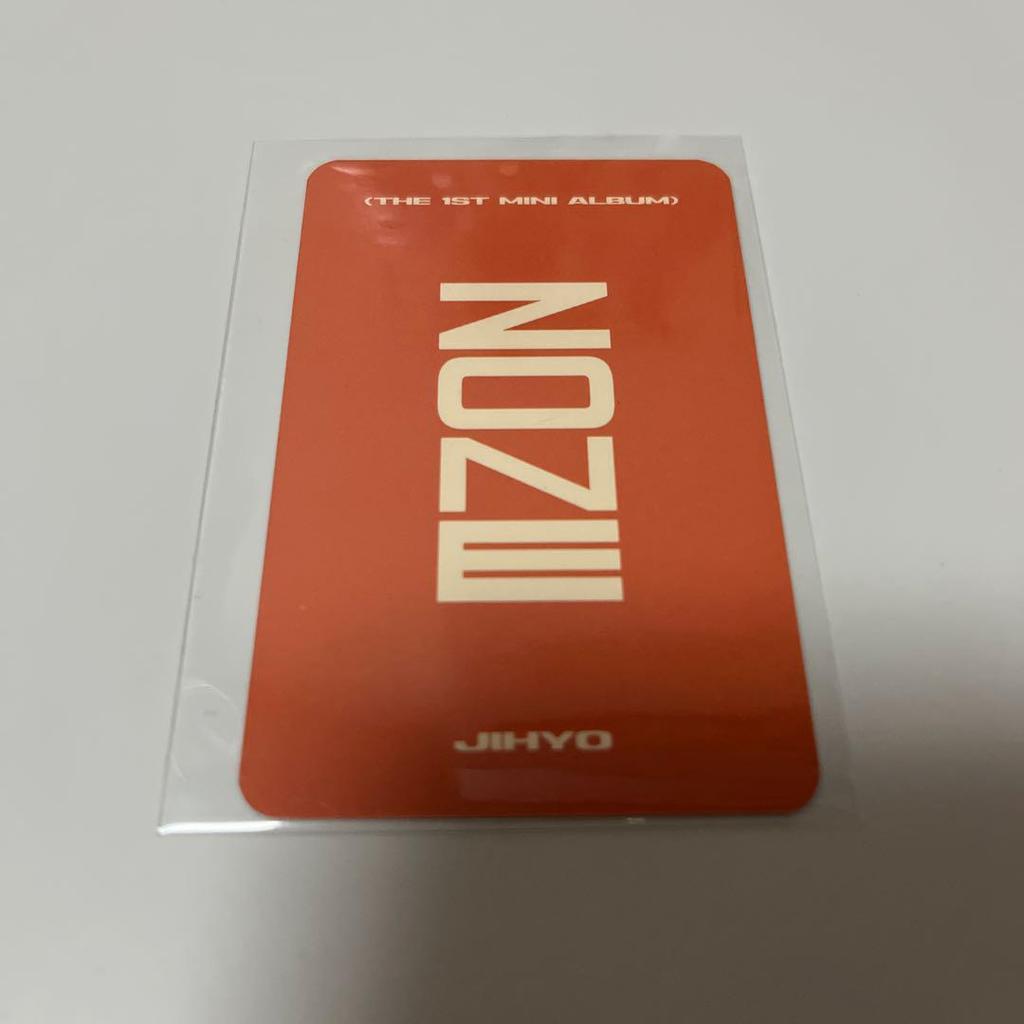 (THE 1ST MINI ALBUM)
ZONE
JIHYO